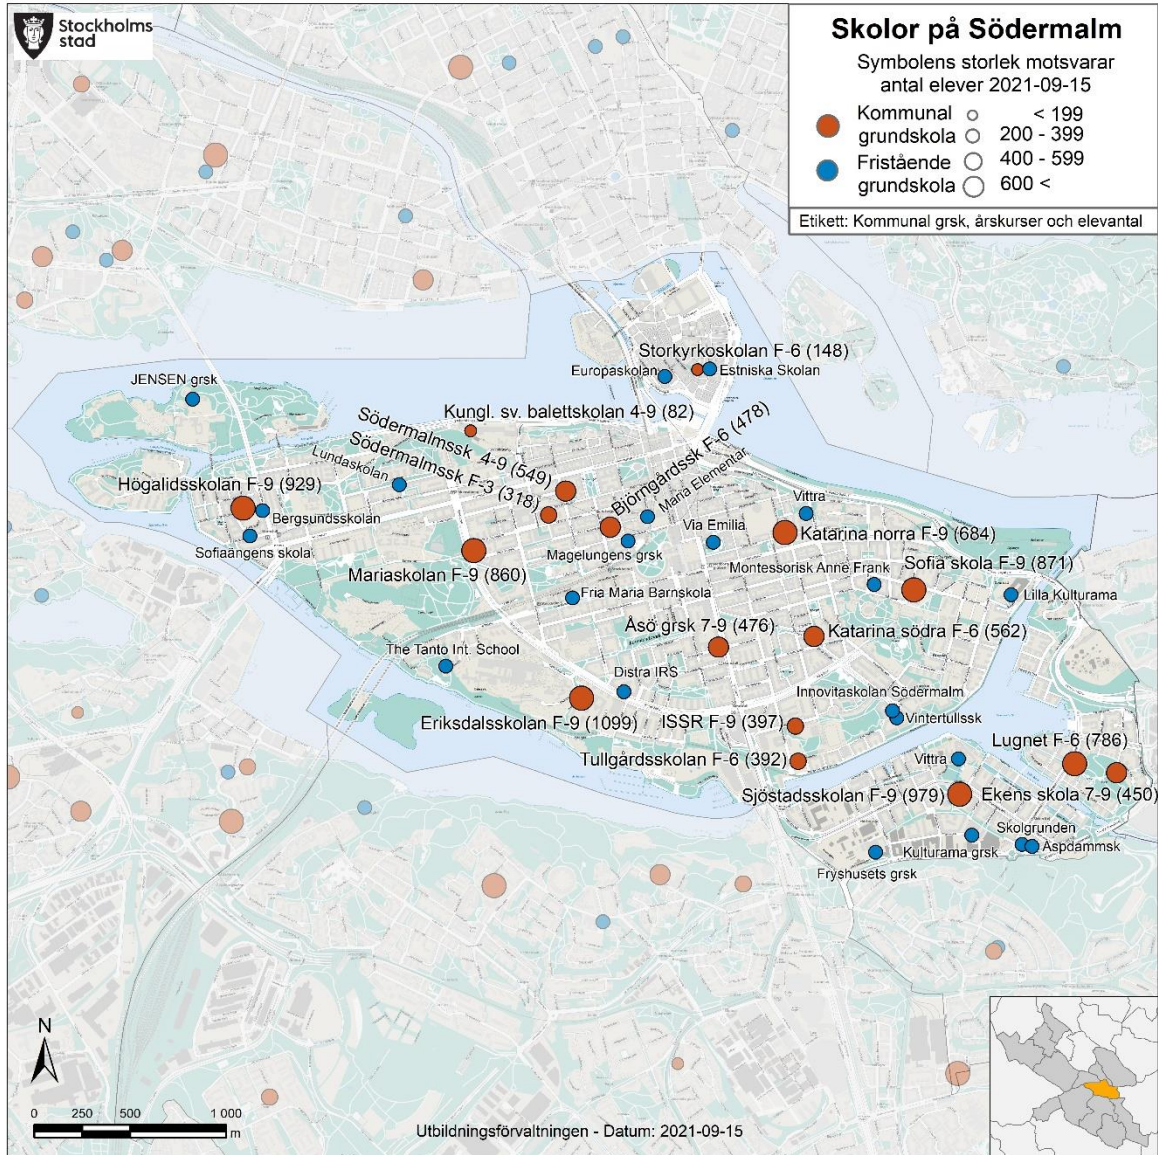 Stockholms
stad
Skolor på Södermalm
Symbolens storlek motsvarar
antal elever 2021-09-15
Kommunal
grundskola
Fristående
grundskola
< 199
200 - 399
400 - 599
600 <
Etikett: Kommunal grsk, årskurser och elevantal
Storkyrkoskolan F-6 (148)
Europaskolan
Estniska Skolan
JENSEN grsk
Kungl. sv. balettskolan 4-9 (82)
Södermalmssk 4-9 (549)
Södermalmssk F-3 (318)
Björngårdssk F-6 (478)
Maria Elementar
Lundaskolan
Högalidsskolan F-9 (929)
Bergsundsskolan
Sofiaängens skola
Vittra
Via Emilia
Katarina norra F-9 (684)
Magelungens grsk
Mariaskolan F-9 (860)
Montessorisk Anne Frank
Sofia skola F-9 (871)
Fria Maria Barnskola
Lilla Kulturama
Åsö grsk 7-9 (476)
Katarina södra F-6 (562)
The Tanto Int. School
Distra IRS
Innovitaskolan Södermalm
Eriksdalsskolan F-9 (1099)
ISSR F-9 (397)
Vintertullssk
Tullgårdsskolan F-6 (392)
Vittra
Lugnet F-6 (786)
Sjöstadsskolan F-9 (979)
Ekens skola 7-9 (450)
Skolgrunden
Kulturama grsk
Aspdammsk
Fryshusets grsk
N
0 250 500 1 000
m
Utbildningsförvaltningen - Datum: 2021-09-15